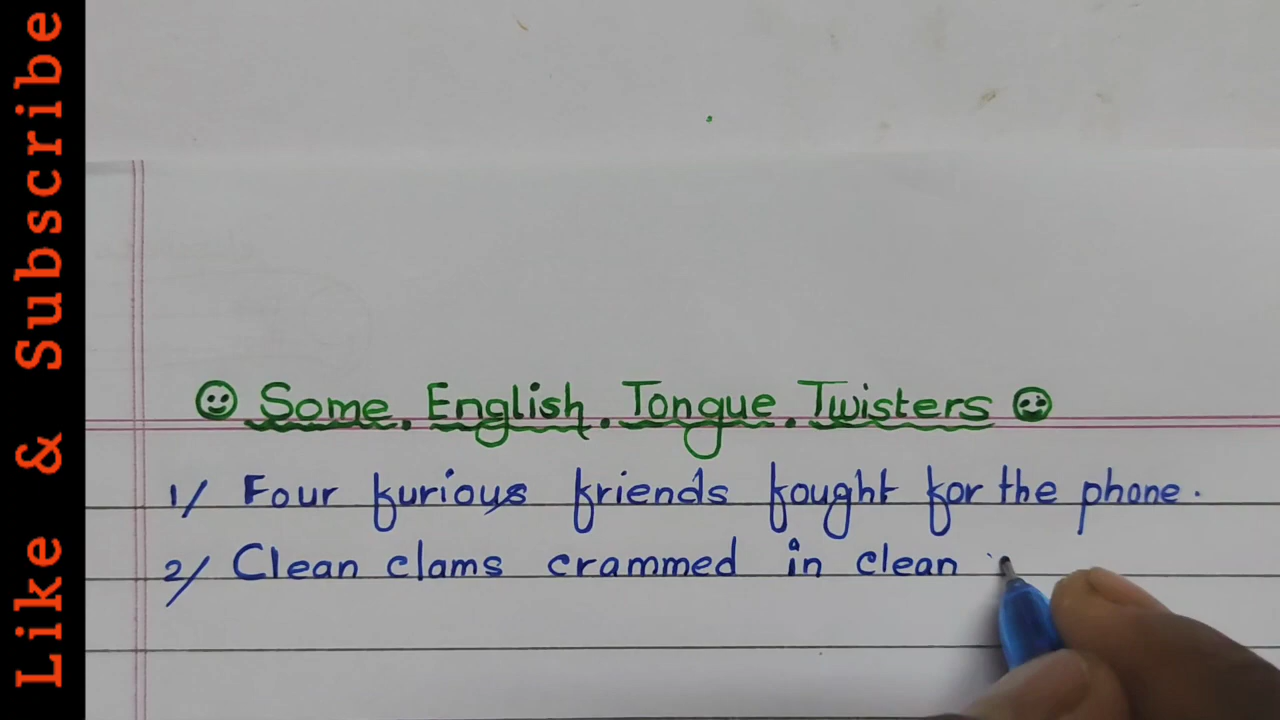 Like & Subscribe
Some English Tongue Twisters
1/ Four furious friends fought for the phone.
2/ Clean clams crammed in clean